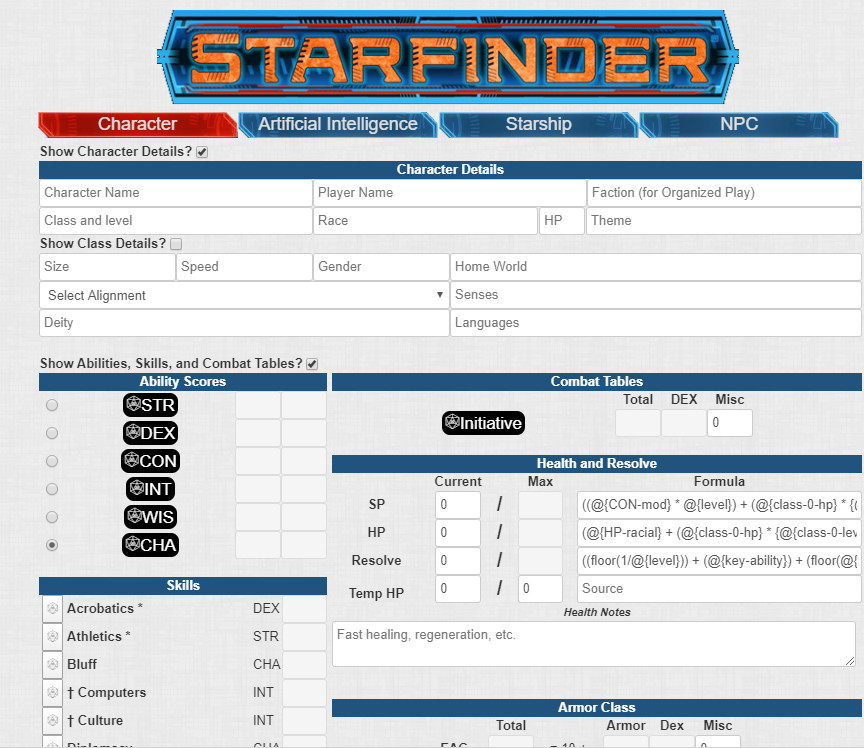 STARFINDER
Character Artificial Intelligence Starship NPC
Show Character Details?
Character Details
Character Name Player Name Faction (for Organized Play)
Class and level Race HP Theme
Show Class Details?
Size Speed Gender Home World
Select Alignment Senses
Deity Languages
Show Abilities, Skills, and Combat Tables?
Ability Scores
STR
DEX
CON
INT
WIS
CHA
Skills
Acrobatics * DEX
Athletics * STR
Bluff CHA
† Computers INT
† Culture INT
Diplomacy CHA
Combat Tables
Total DEX Misc
Initiative 0
Health and Resolve
Current Max Formula
SP 0 / ((@{CON-mod} * @{level}) + (@{class-0-hp} * {
HP 0 / (@{HP-racial} + (@{class-0-hp} * {@{class-0-lev
Resolve 0 / ((floor(1/@{level})) + (@{key-ability}) + (floor(@{
Temp HP 0 / 0 Source
Health Notes
Fast healing, regeneration, etc.
Armor Class
Total Armor Dex Misc
EAC = 10 + 0